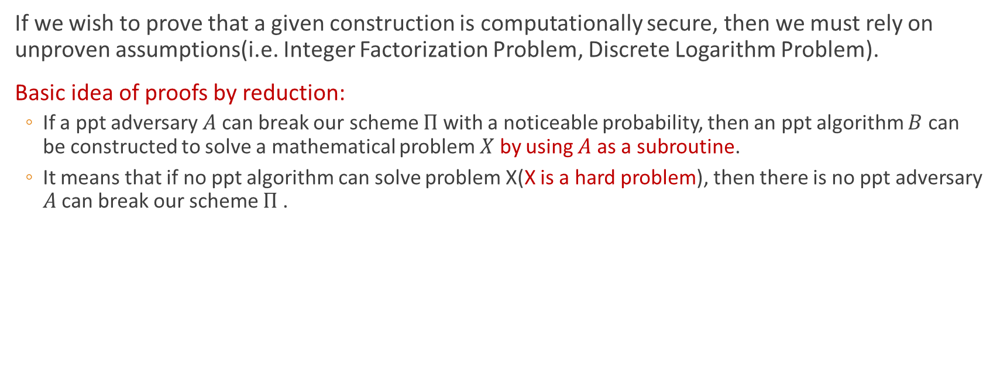 If we wish to prove that a given construction is computationally secure, then we must rely on
unproven assumptions(i.e. Integer Factorization Problem, Discrete Logarithm Problem).
Basic idea of proofs by reduction:
◦ If a ppt adversary A can break our scheme Π with a noticeable probability, then an ppt algorithm B can
be constructed to solve a mathematical problem X by using A as a subroutine.
◦ It means that if no ppt algorithm can solve problem X(X is a hard problem), then there is no ppt adversary
A can break our scheme Π .